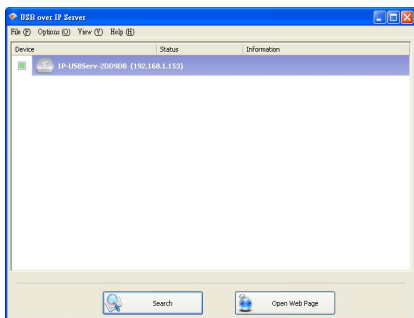 USB over IP Server
File (F) Options (O) View (V) Help (H)
Device Status Information
IP-USBServ-2DD9DB (192.168.1.153)
Search Open Web Page